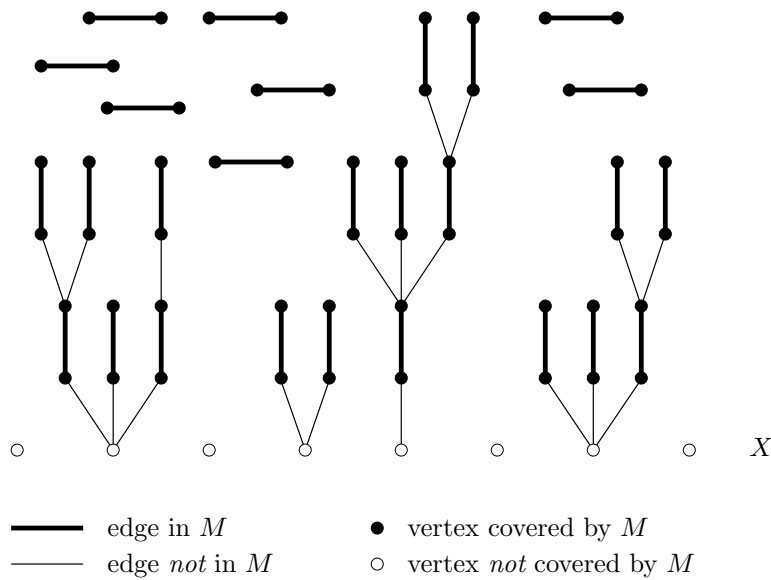 X
edge in M
vertex covered by M
edge not in M
vertex not covered by M